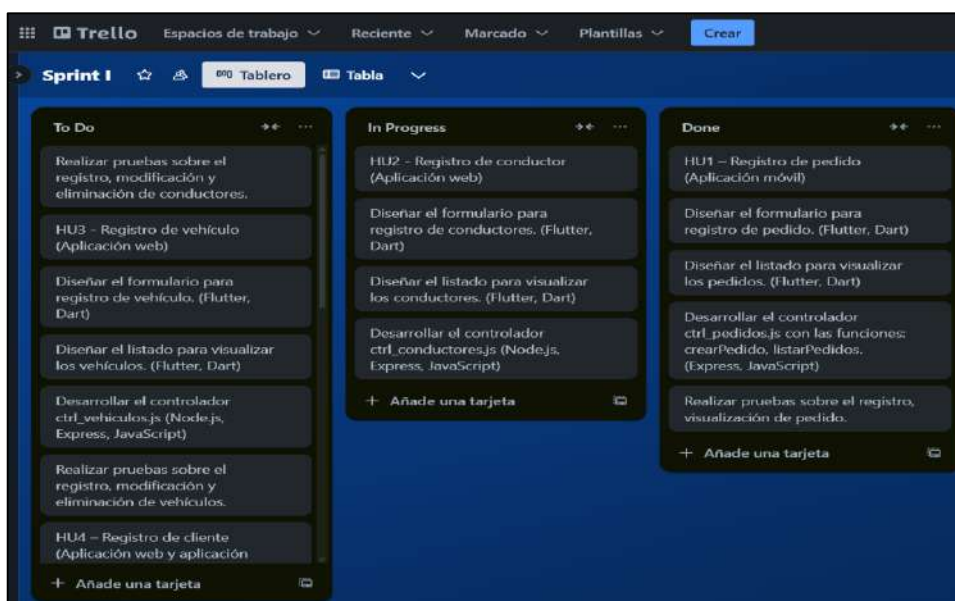 Trello Espacios de trabajo Reciente Marcado Plantillas Crear
Sprint I Tablero Tabla
To Do
Realizar pruebas sobre el
registro, modificación y
eliminación de conductores.
HU3 - Registro de vehículo
(Aplicación web)
Diseñar el formulario para
registro de vehículo. (Flutter,
Dart)
Diseñar el listado para visualizar
los vehículos. (Flutter, Dart)
Desarrollar el controlador
ctrl_vehiculos.js (Node.js,
Express, JavaScript)
Realizar pruebas sobre el
registro, modificación y
eliminación de vehículos.
HU4 – Registro de cliente
(Aplicación web y aplicación
+ Añade una tarjeta
In Progress
HU2 - Registro de conductor
(Aplicación web)
Diseñar el formulario para
registro de conductores. (Flutter,
Dart)
Diseñar el listado para visualizar
los conductores. (Flutter, Dart)
Desarrollar el controlador
ctrl_conductores.js (Node.js,
Express, JavaScript)
+ Añade una tarjeta
Done
HU1 – Registro de pedido
(Aplicación móvil)
Diseñar el formulario para
registro de pedido. (Flutter, Dart)
Diseñar el listado para visualizar
los pedidos. (Flutter, Dart)
Desarrollar el controlador
ctrl_pedidos.js con las funciones:
crearPedido, listarPedidos.
(Express, JavaScript)
Realizar pruebas sobre el registro,
visualización de pedido.
+ Añade una tarjeta